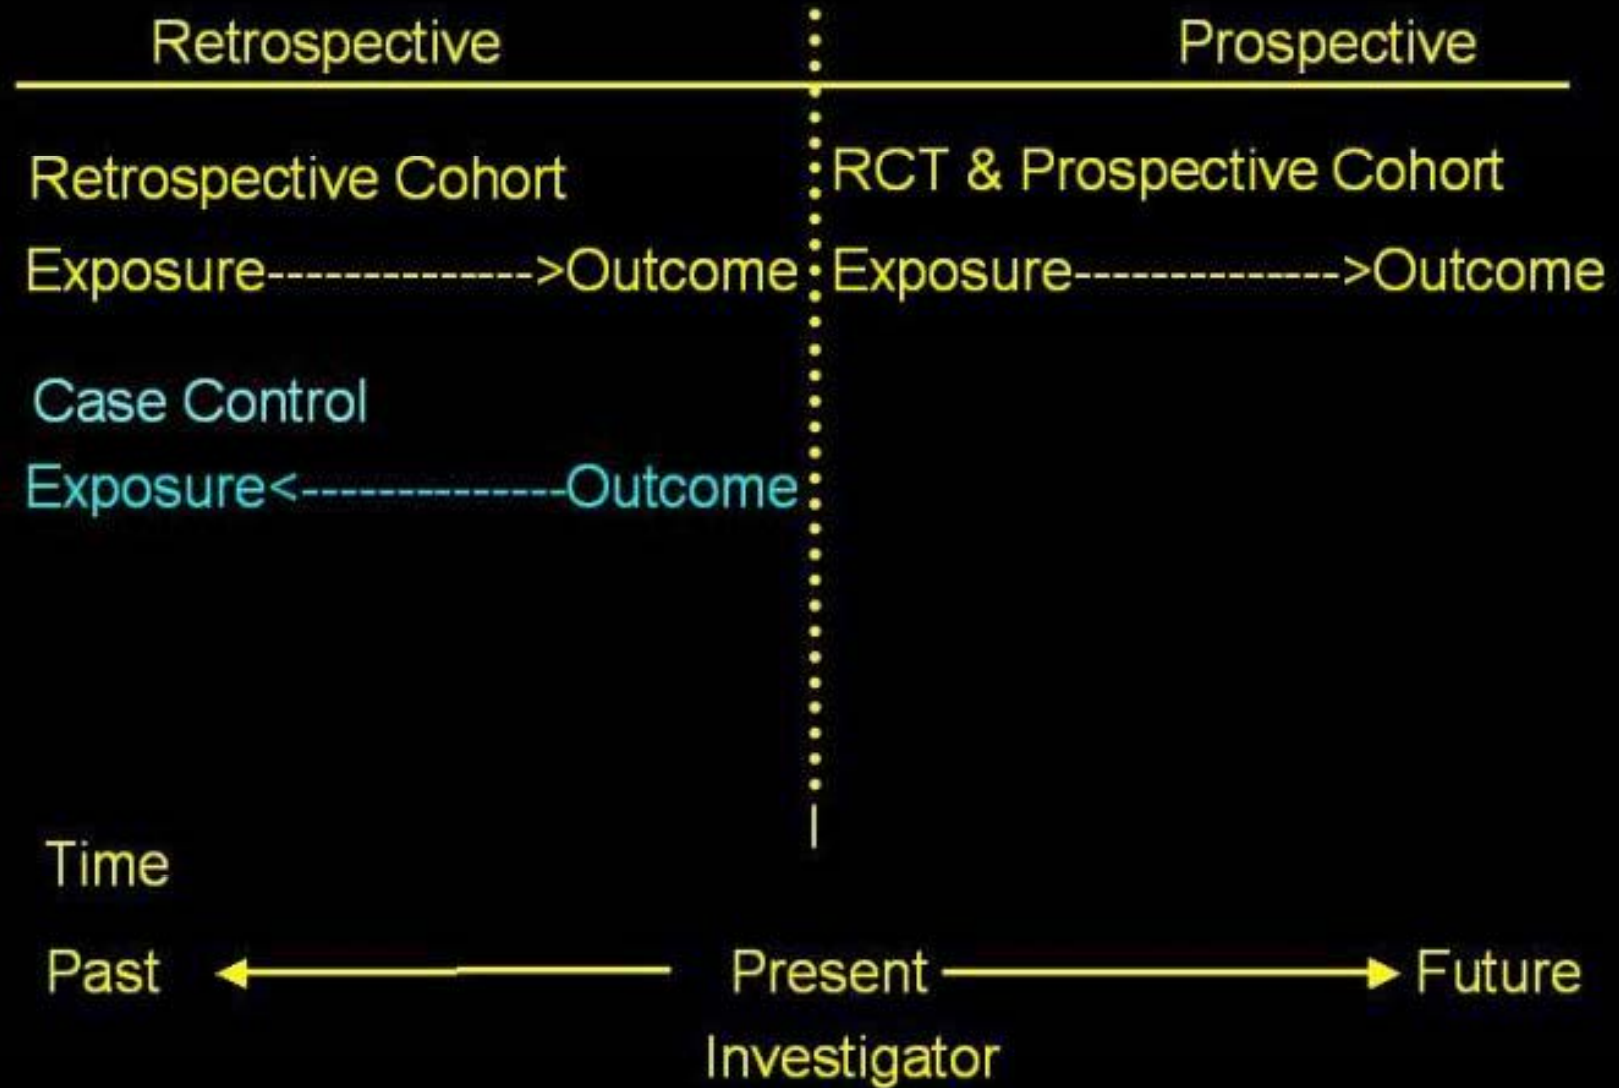 Retrospective
Prospective
Retrospective Cohort
RCT & Prospective Cohort
Exposure-------------->Outcome
Exposure-------------->Outcome
Case Control
Exposure<--------------Outcome
Time
Past
Present
Future
Investigator